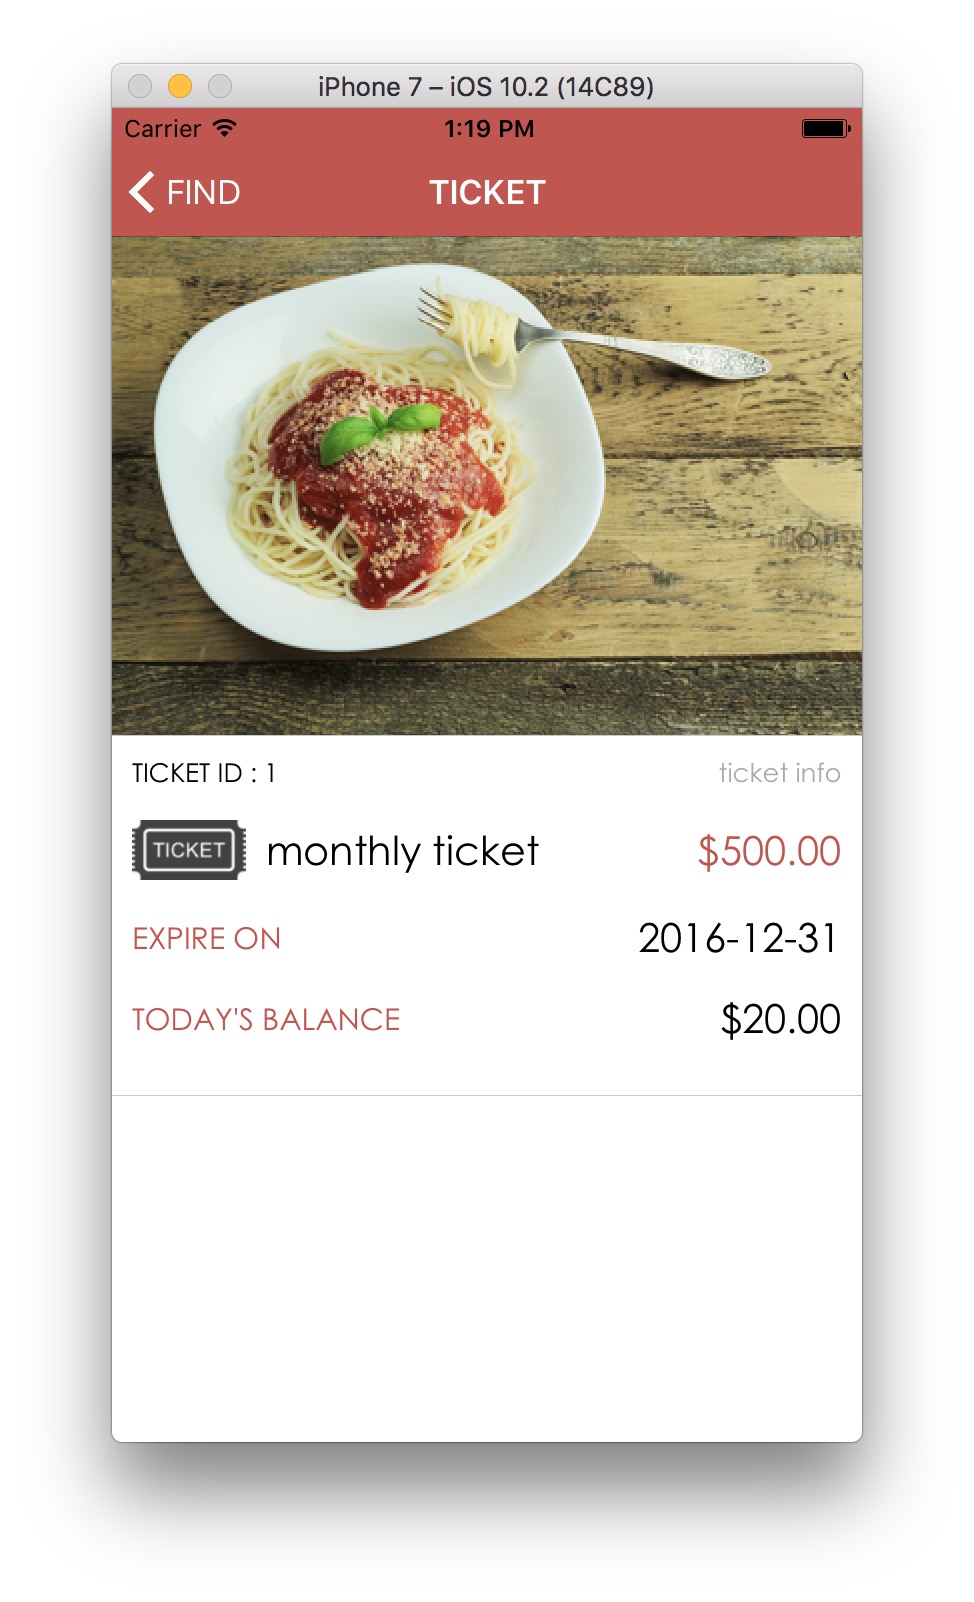 iPhone 7 – iOS 10.2 (14C89)
Carrier 1:19 PM
FIND TICKET
TICKET ID : 1 ticket info
TICKET monthly ticket $500.00
EXPIRE ON 2016-12-31
TODAY'S BALANCE $20.00